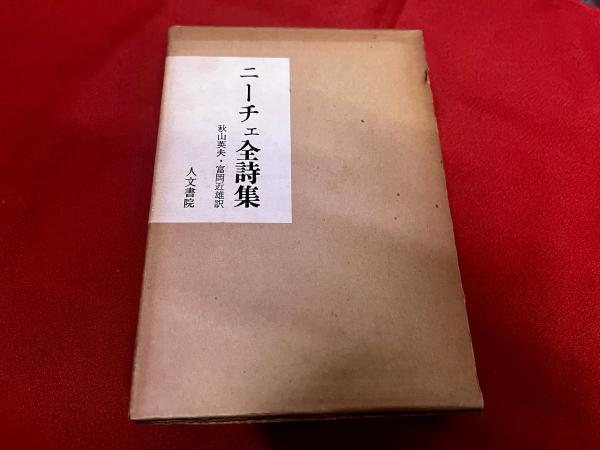 ニーチェ全詩集
秋山英夫・富岡近雄訳
人文書院